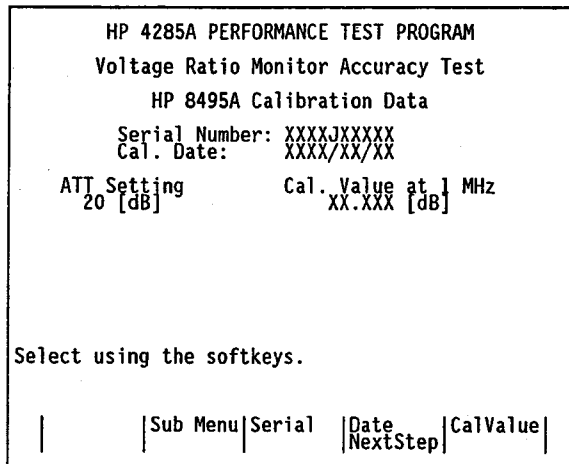 HP 4285A PERFORMANCE TEST PROGRAM
Voltage Ratio Monitor Accuracy Test
HP 8495A Calibration Data
Serial Number: XXXXJXXXXX
Cal. Date: XXXX/XX/XX
ATT Setting Cal. Value at 1 MHz
20 [dB] XX.XXX [dB]
Select using the softkeys.
| |Sub Menu|Serial |Date |CalValue|
NextStep